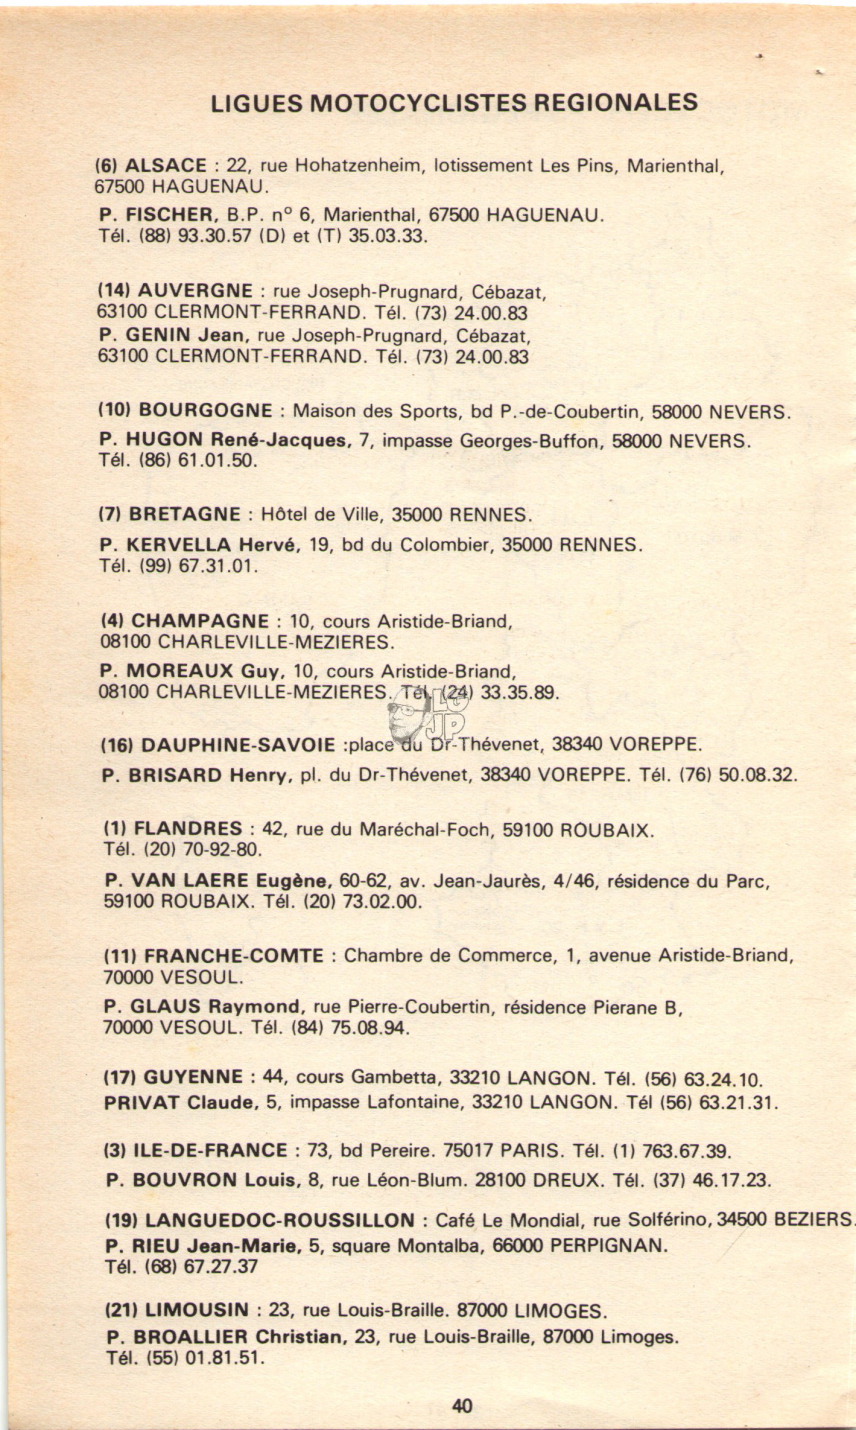 LIGUES MOTOCYCLISTES REGIONALES
(6) ALSACE : 22, rue Hohatzenheim, lotissement Les Pins, Marienthal,
67500 HAGUENAU.
P. FISCHER, B.P. nº 6, Marienthal, 67500 HAGUENAU.
Tél. (88) 93.30.57 (D) et (T) 35.03.33.
(14) AUVERGNE : rue Joseph-Prugnard, Cébazat,
63100 CLERMONT-FERRAND. Tél. (73) 24.00.83
P. GENIN Jean, rue Joseph-Prugnard, Cébazat,
63100 CLERMONT-FERRAND. Tél. (73) 24.00.83
(10) BOURGOGNE : Maison des Sports, bd P.-de-Coubertin, 58000 NEVERS.
P. HUGON René-Jacques, 7, impasse Georges-Buffon, 58000 NEVERS.
Tél. (86) 61.01.50.
(7) BRETAGNE : Hôtel de Ville, 35000 RENNES.
P. KERVELLA Hervé, 19, bd du Colombier, 35000 RENNES.
Tél. (99) 67.31.01.
(4) CHAMPAGNE : 10, cours Aristide-Briand,
08100 CHARLEVILLE-MEZIERES.
P. MOREAUX Guy, 10, cours Aristide-Briand,
08100 CHARLEVILLE-MEZIERES. Tél. (24) 33.35.89.
LG
JP
(16) DAUPHINE-SAVOIE :place du Dr-Thévenet, 38340 VOREPPE.
P. BRISARD Henry, pl. du Dr-Thévenet, 38340 VOREPPE. Tél. (76) 50.08.32.
(1) FLANDRES : 42, rue du Maréchal-Foch, 59100 ROUBAIX.
Tél. (20) 70-92-80.
P. VAN LAERE Eugène, 60-62, av. Jean-Jaurès, 4/46, résidence du Parc,
59100 ROUBAIX. Tél. (20) 73.02.00.
(11) FRANCHE-COMTE : Chambre de Commerce, 1, avenue Aristide-Briand,
70000 VESOUL.
P. GLAUS Raymond, rue Pierre-Coubertin, résidence Pierane B,
70000 VESOUL. Tél. (84) 75.08.94.
(17) GUYENNE : 44, cours Gambetta, 33210 LANGON. Tél. (56) 63.24.10.
PRIVAT Claude, 5, impasse Lafontaine, 33210 LANGON. Tél (56) 63.21.31.
(3) ILE-DE-FRANCE : 73, bd Pereire. 75017 PARIS. Tél. (1) 763.67.39.
P. BOUVRON Louis, 8, rue Léon-Blum. 28100 DREUX. Tél. (37) 46.17.23.
(19) LANGUEDOC-ROUSSILLON : Café Le Mondial, rue Solférino, 34500 BEZIERS.
P. RIEU Jean-Marie, 5, square Montalba, 66000 PERPIGNAN.
Tél. (68) 67.27.37
(21) LIMOUSIN : 23, rue Louis-Braille. 87000 LIMOGES.
P. BROALLIER Christian, 23, rue Louis-Braille, 87000 Limoges.
Tél. (55) 01.81.51.
40